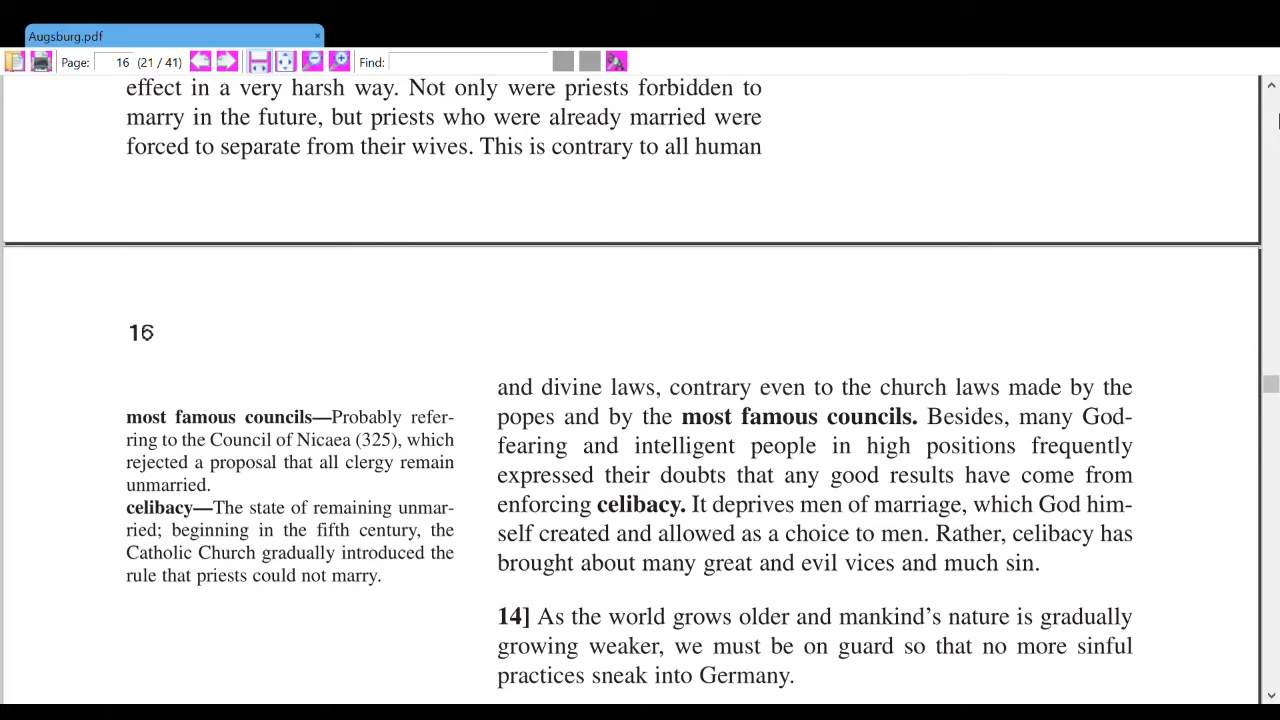 Augsburg.pdf ×
Page: 16 (21 / 41) Find:
effect in a very harsh way. Not only were priests forbidden to
marry in the future, but priests who were already married were
forced to separate from their wives. This is contrary to all human
16
most famous councils—Probably refer-
ring to the Council of Nicaea (325), which
rejected a proposal that all clergy remain
unmarried.
celibacy—The state of remaining unmar-
ried; beginning in the fifth century, the
Catholic Church gradually introduced the
rule that priests could not marry.
and divine laws, contrary even to the church laws made by the
popes and by the most famous councils. Besides, many God-
fearing and intelligent people in high positions frequently
expressed their doubts that any good results have come from
enforcing celibacy. It deprives men of marriage, which God him-
self created and allowed as a choice to men. Rather, celibacy has
brought about many great and evil vices and much sin.
14] As the world grows older and mankind's nature is gradually
growing weaker, we must be on guard so that no more sinful
practices sneak into Germany.